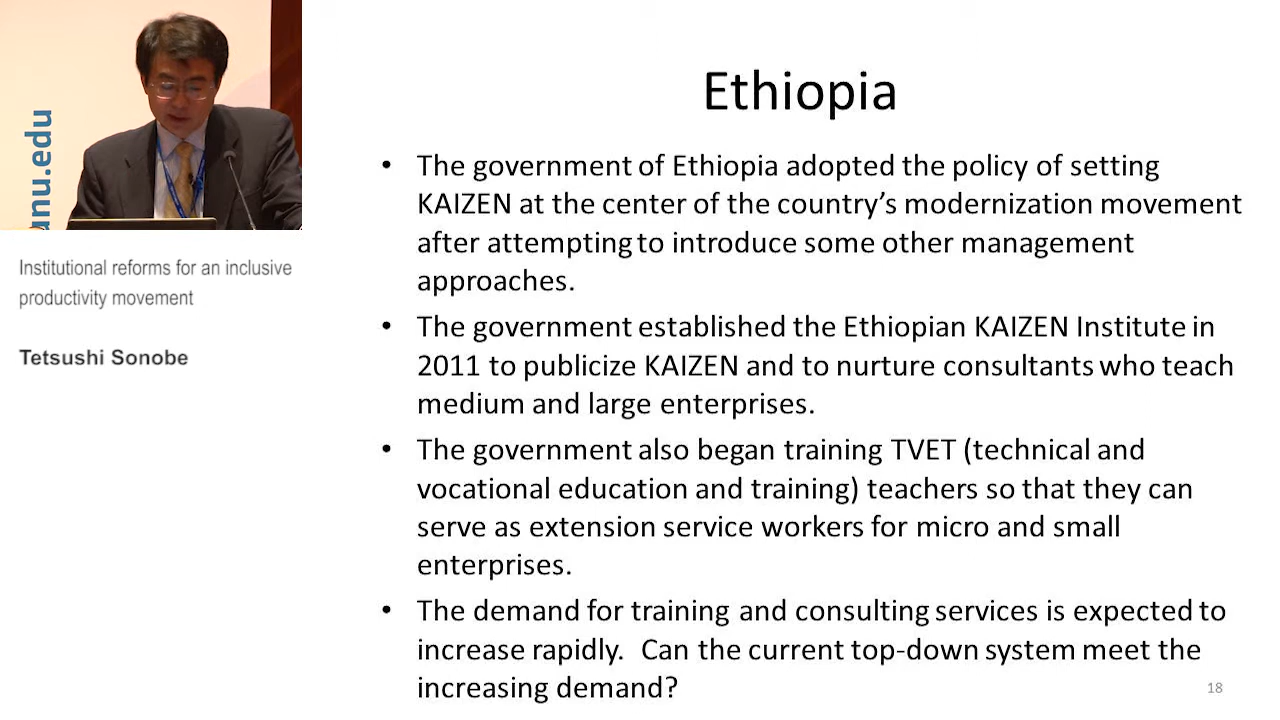 unu.edu
Institutional reforms for an inclusive
productivity movement
Tetsushi Sonobe
Ethiopia
• The government of Ethiopia adopted the policy of setting
KAIZEN at the center of the country’s modernization movement
after attempting to introduce some other management
approaches.
• The government established the Ethiopian KAIZEN Institute in
2011 to publicize KAIZEN and to nurture consultants who teach
medium and large enterprises.
• The government also began training TVET (technical and
vocational education and training) teachers so that they can
serve as extension service workers for micro and small
enterprises.
• The demand for training and consulting services is expected to
increase rapidly.  Can the current top-down system meet the
increasing demand?
18